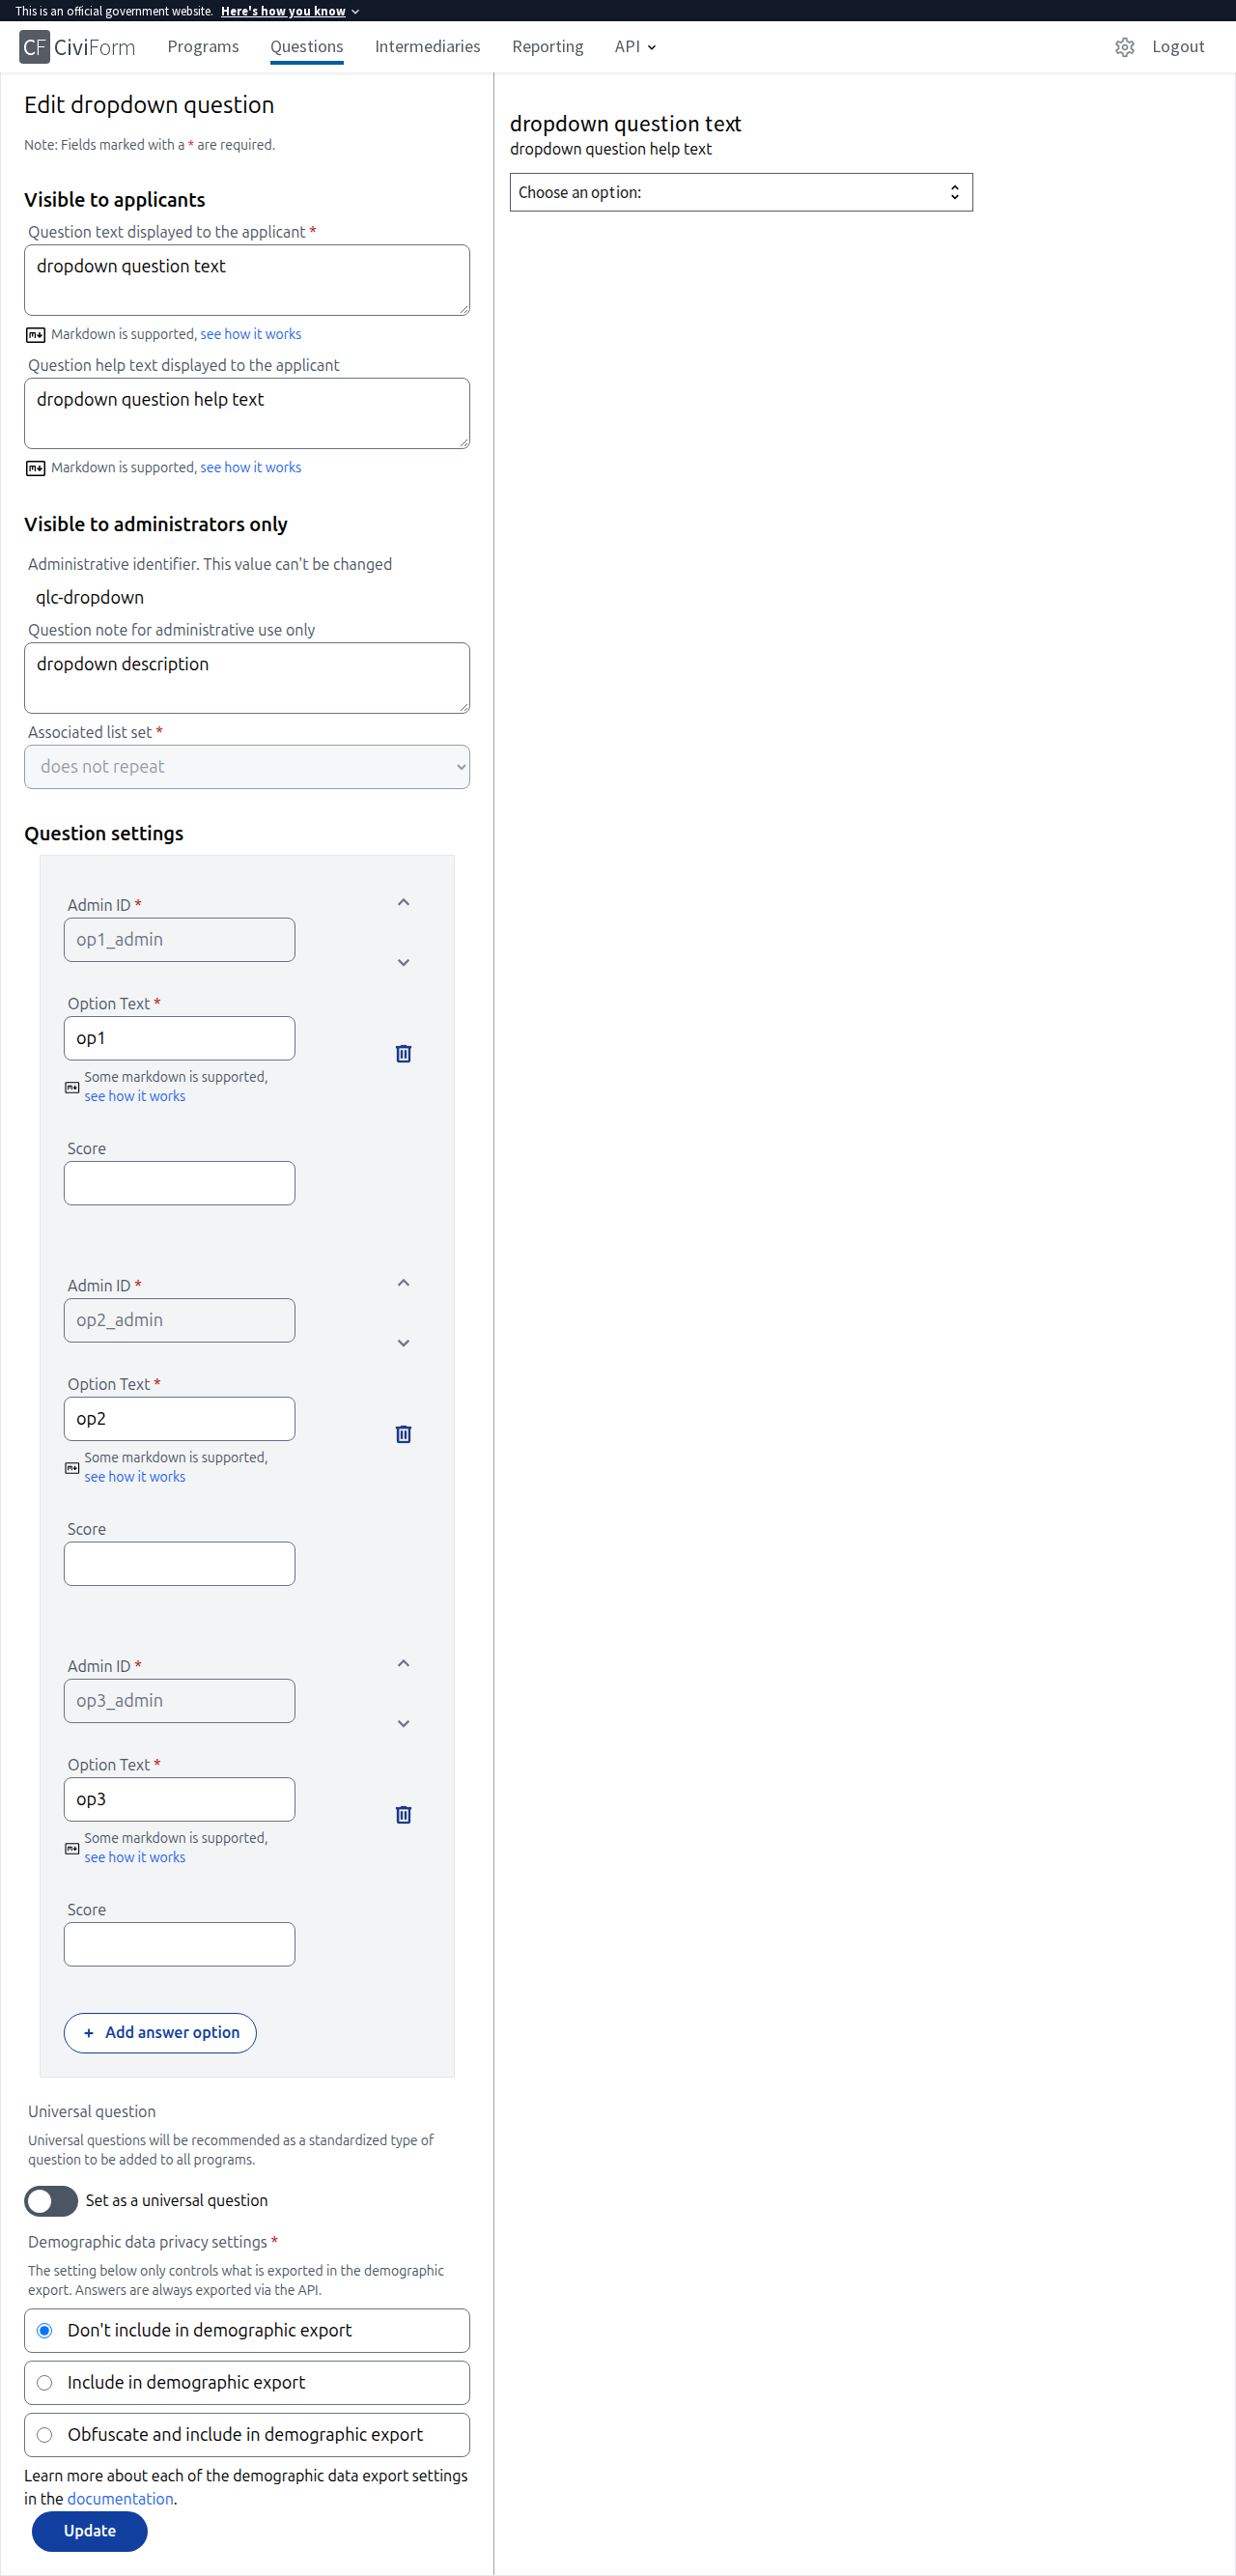 This is an official government website. Here's how you know
CF CiviForm Programs Questions Intermediaries Reporting API Logout
Edit dropdown question
Note: Fields marked with a * are required.
Visible to applicants
Question text displayed to the applicant *
dropdown question text
Markdown is supported, see how it works
Question help text displayed to the applicant
dropdown question help text
Markdown is supported, see how it works
Visible to administrators only
Administrative identifier. This value can't be changed
qlc-dropdown
Question note for administrative use only
dropdown description
Associated list set *
does not repeat
Question settings
Admin ID *
op1_admin
Option Text *
op1
Some markdown is supported,
see how it works
Score
Admin ID *
op2_admin
Option Text *
op2
Some markdown is supported,
see how it works
Score
Admin ID *
op3_admin
Option Text *
op3
Some markdown is supported,
see how it works
Score
+ Add answer option
Universal question
Universal questions will be recommended as a standardized type of
question to be added to all programs.
Set as a universal question
Demographic data privacy settings *
The setting below only controls what is exported in the demographic
export. Answers are always exported via the API.
Don't include in demographic export
Include in demographic export
Obfuscate and include in demographic export
Learn more about each of the demographic data export settings
in the documentation.
Update
dropdown question text
dropdown question help text
Choose an option: